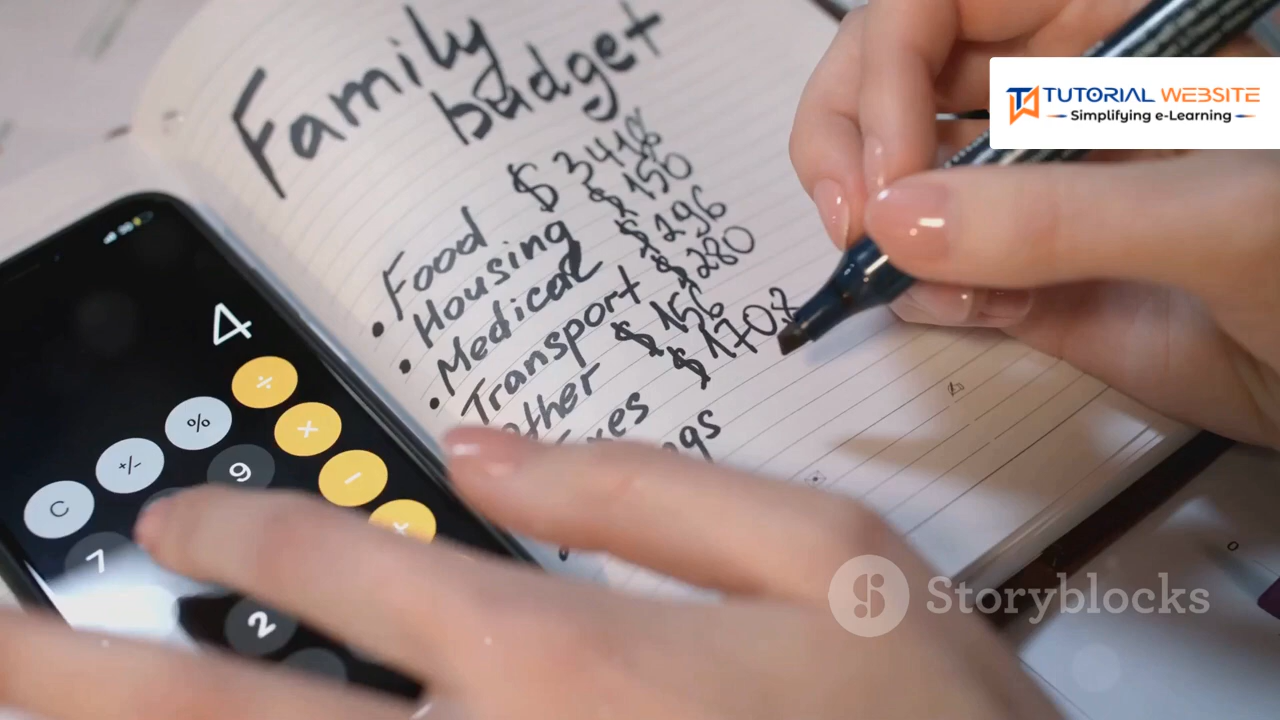 Family
budget
• Food $ 3418
• Housing $ 150
• Medical $ 296
Transport $ 280
Other $ 156
4
÷
%
×
+/-
9
−
C
7
2
TUTORIAL WEBSITE
Simplifying e-Learning
Storyblocks